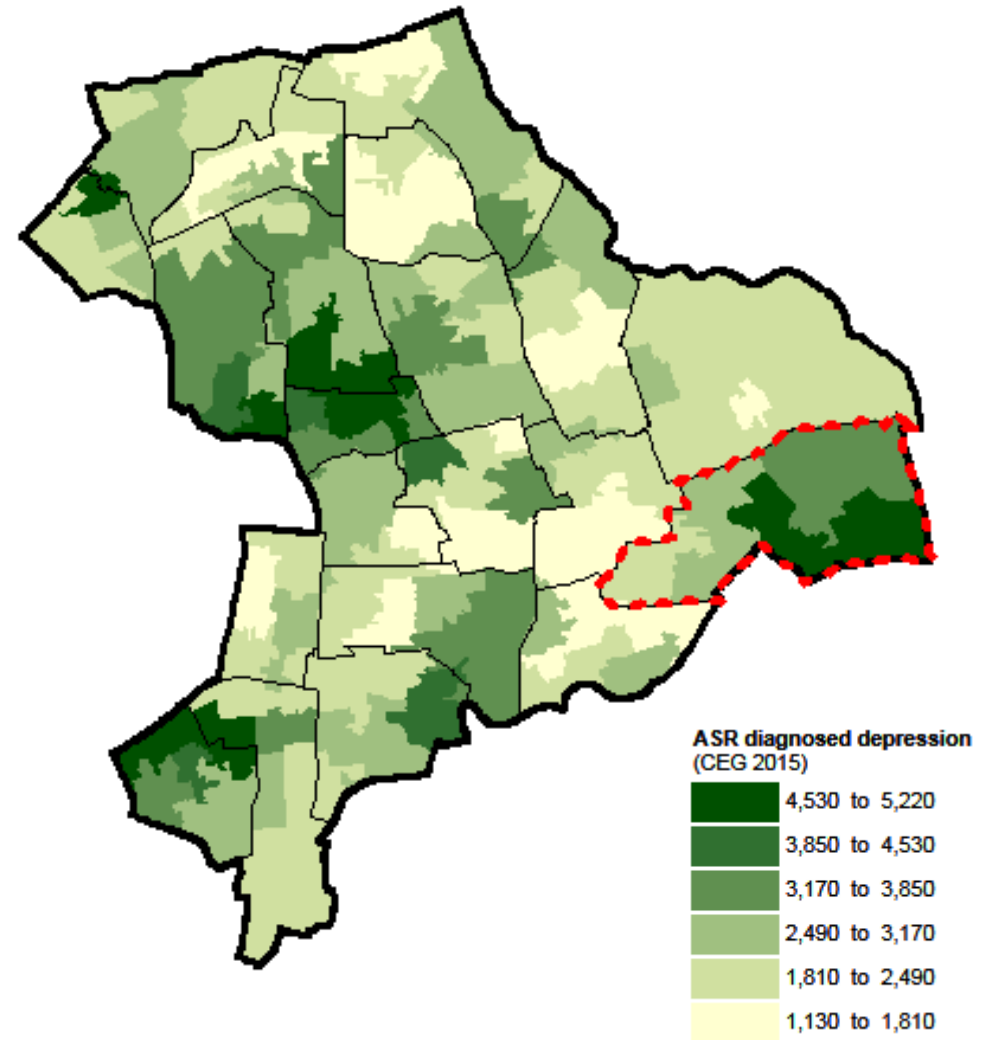 ASR diagnosed depression
(CEG 2015)
4,530 to 5,220
3,850 to 4,530
3,170 to 3,850
2,490 to 3,170
1,810 to 2,490
1,130 to 1,810